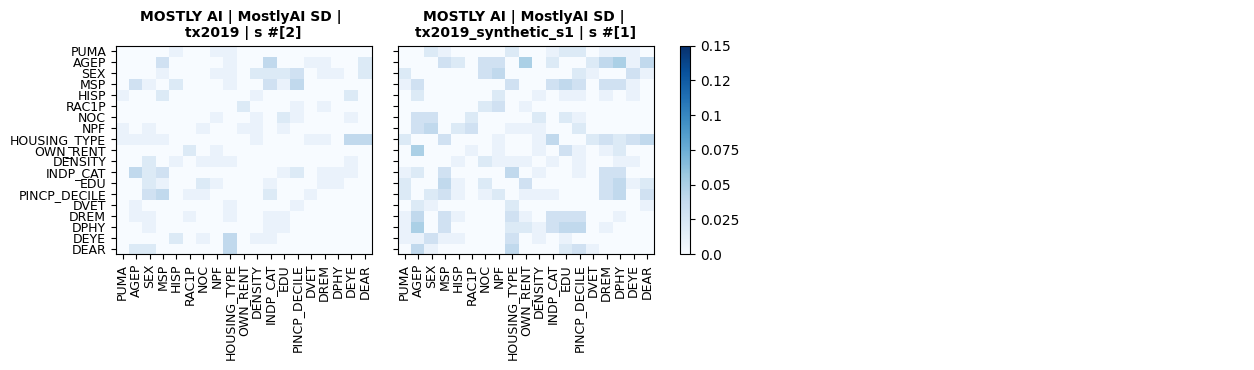 MOSTLY AI | MostlyAI SD |
tx2019 | s #[2]
MOSTLY AI | MostlyAI SD |
tx2019_synthetic_s1 | s #[1]
PUMA
AGEP
SEX
MSP
HISP
RAC1P
NOC
NPF
HOUSING_TYPE
OWN_RENT
DENSITY
INDP_CAT
EDU
PINCP_DECILE
DVET
DREM
DPHY
DEYE
DEAR
0.15
0.12
0.10
0.075
0.05
0.025
0.0
PUMA
AGEP
SEX
MSP
HISP
RAC1P
NOC
NPF
HOUSING_TYPE
OWN_RENT
DENSITY
INDP_CAT
EDU
PINCP_DECILE
DVET
DREM
DPHY
DEYE
DEAR
PUMA
AGEP
SEX
MSP
HISP
RAC1P
NOC
NPF
HOUSING_TYPE
OWN_RENT
DENSITY
INDP_CAT
EDU
PINCP_DECILE
DVET
DREM
DPHY
DEYE
DEAR